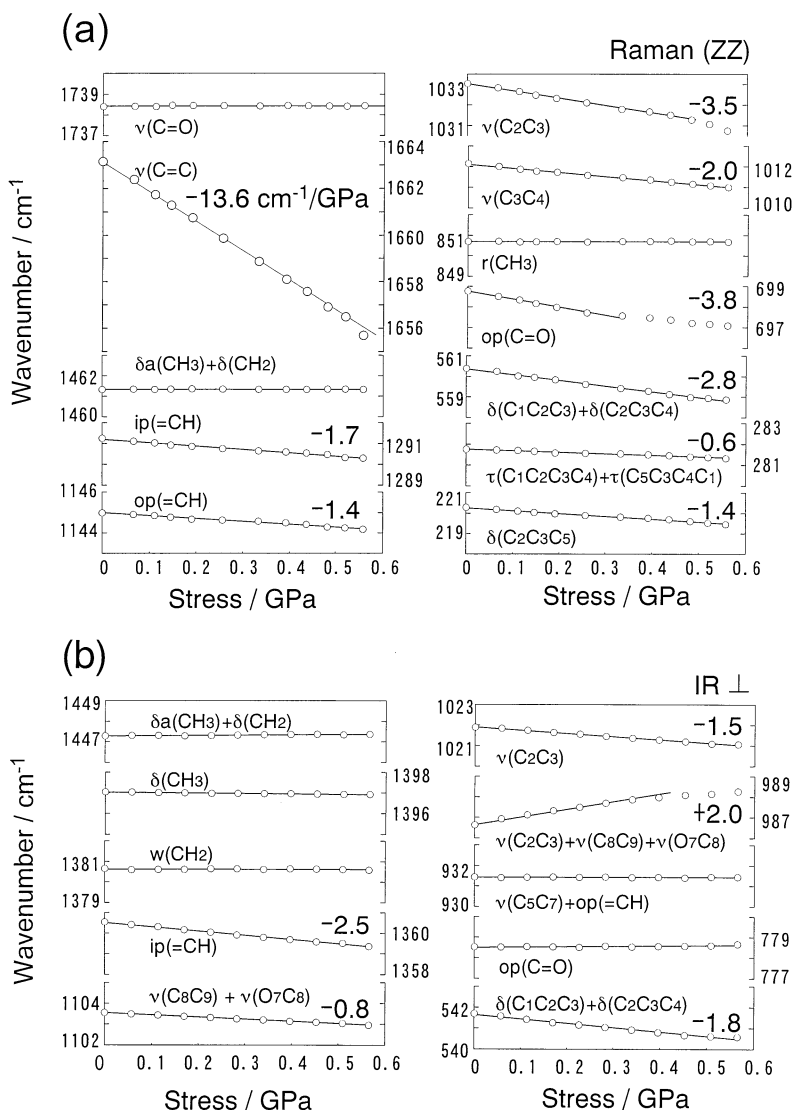 (a)
Raman (ZZ)
Wavenumber / cm⁻¹
1739
1737
ν(C=O)
ν(C=C)
−13.6 cm⁻¹/GPa
1664
1662
1660
1658
1656
δa(CH3)+δ(CH2)
1462
1460
ip(=CH)
−1.7
1291
1289
1146
1144
op(=CH)
−1.4
0 0.1 0.2 0.3 0.4 0.5 0.6
Stress / GPa
1033
1031
−3.5
ν(C2C3)
−2.0
1012
1010
ν(C3C4)
851
849
r(CH3)
−3.8
699
697
op(C=O)
561
559
−2.8
δ(C1C2C3)+δ(C2C3C4)
−0.6
283
281
τ(C1C2C3C4)+τ(C5C3C4C1)
221
219
−1.4
δ(C2C3C5)
0 0.1 0.2 0.3 0.4 0.5 0.6
Stress / GPa
(b)
IR ⊥
Wavenumber / cm⁻¹
1449
1447
δa(CH3)+δ(CH2)
δ(CH3)
1398
1396
w(CH2)
1381
1379
−2.5
ip(=CH)
1360
1358
ν(C8C9) + ν(O7C8)
1104
1102
−0.8
0 0.1 0.2 0.3 0.4 0.5 0.6
Stress / GPa
1023
1021
−1.5
ν(C2C3)
989
987
+2.0
ν(C2C3)+ν(C8C9)+ν(O7C8)
932
930
ν(C5C7)+op(=CH)
779
777
op(C=O)
δ(C1C2C3)+δ(C2C3C4)
542
540
−1.8
0 0.1 0.2 0.3 0.4 0.5 0.6
Stress / GPa